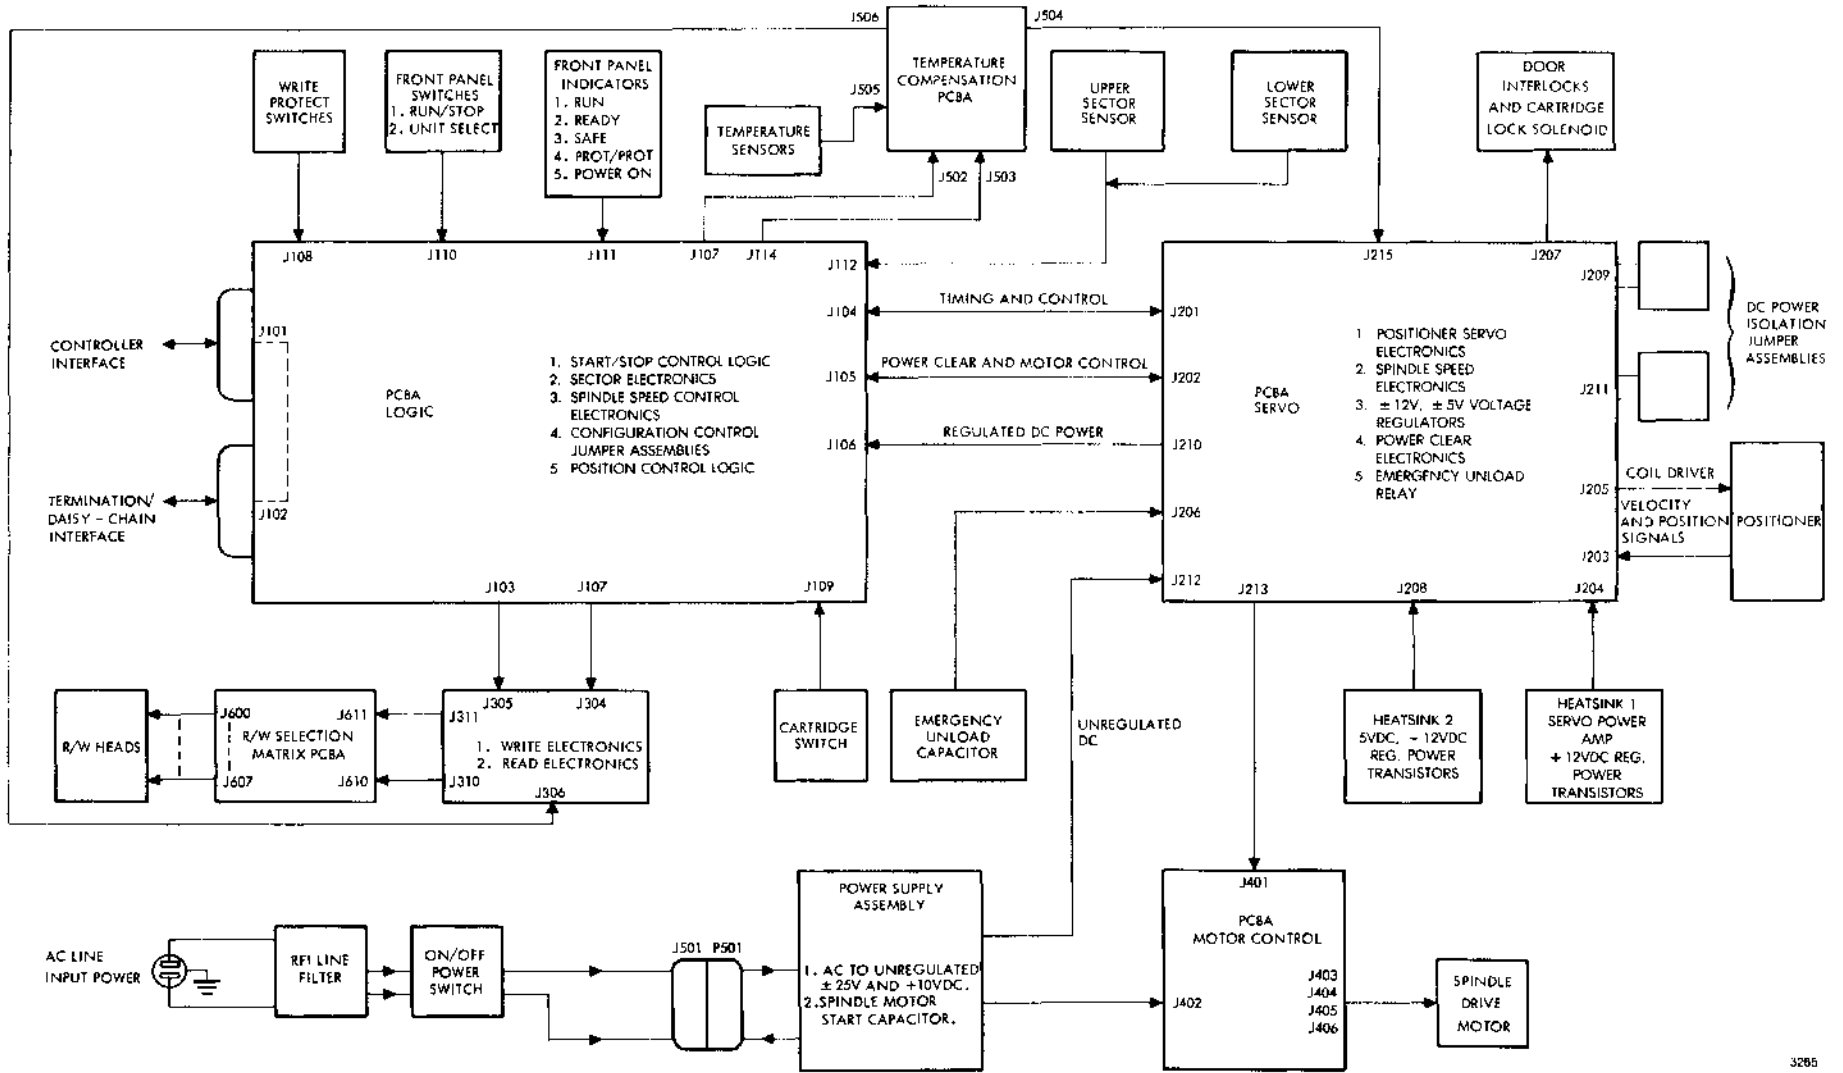 J506
J504
TEMPERATURE
COMPENSATION
PCBA
J505
J502
J503
WRITE
PROTECT
SWITCHES
FRONT PANEL
SWITCHES
1. RUN/STOP
2. UNIT SELECT
FRONT PANEL
INDICATORS
1. RUN
2. READY
3. SAFE
4. PROT/PROT
5. POWER ON
TEMPERATURE
SENSORS
UPPER
SECTOR
SENSOR
LOWER
SECTOR
SENSOR
DOOR
INTERLOCKS
AND CARTRIDGE
LOCK SOLENOID
J108
J110
J111
J107
J114
J112
J104
J105
J106
J101
J102
CONTROLLER
INTERFACE
TERMINATION/
DAISY - CHAIN
INTERFACE
PCBA
LOGIC
1. START/STOP CONTROL LOGIC
2. SECTOR ELECTRONICS
3. SPINDLE SPEED CONTROL
ELECTRONICS
4. CONFIGURATION CONTROL
JUMPER ASSEMBLIES
5 POSITION CONTROL LOGIC
J103
J107
J109
TIMING AND CONTROL
POWER CLEAR AND MOTOR CONTROL
REGULATED DC POWER
J215
J207
J201
J202
J210
J206
J212
PCBA
SERVO
1 POSITIONER SERVO
ELECTRONICS
2. SPINDLE SPEED
ELECTRONICS
3. ±12V, ±5V VOLTAGE
REGULATORS
4. POWER CLEAR
ELECTRONICS
5 EMERGENCY UNLOAD
RELAY
J209
J211
J205
J203
J213
J208
J204
DC POWER
ISOLATION
JUMPER
ASSEMBLIES
COIL DRIVER
VELOCITY
AND POSITION
SIGNALS
POSITIONER
R/W HEADS
J600
J611
R/W SELECTION
MATRIX PCBA
J607
J610
J305
J304
J311
1. WRITE ELECTRONICS
2. READ ELECTRONICS
J310
J306
CARTRIDGE
SWITCH
EMERGENCY
UNLOAD
CAPACITOR
UNREGULATED
DC
HEATSINK 2
5VDC, - 12VDC
REG. POWER
TRANSISTORS
HEATSINK 1
SERVO POWER
AMP
+ 12VDC REG.
POWER
TRANSISTORS
AC LINE
INPUT POWER
RFI LINE
FILTER
ON/OFF
POWER
SWITCH
J501 P501
POWER SUPPLY
ASSEMBLY
1. AC TO UNREGULATED
±25V AND +10VDC.
2.SPINDLE MOTOR
START CAPACITOR.
J401
PCBA
MOTOR CONTROL
J402
J403
J404
J405
J406
SPINDLE
DRIVE
MOTOR
3265